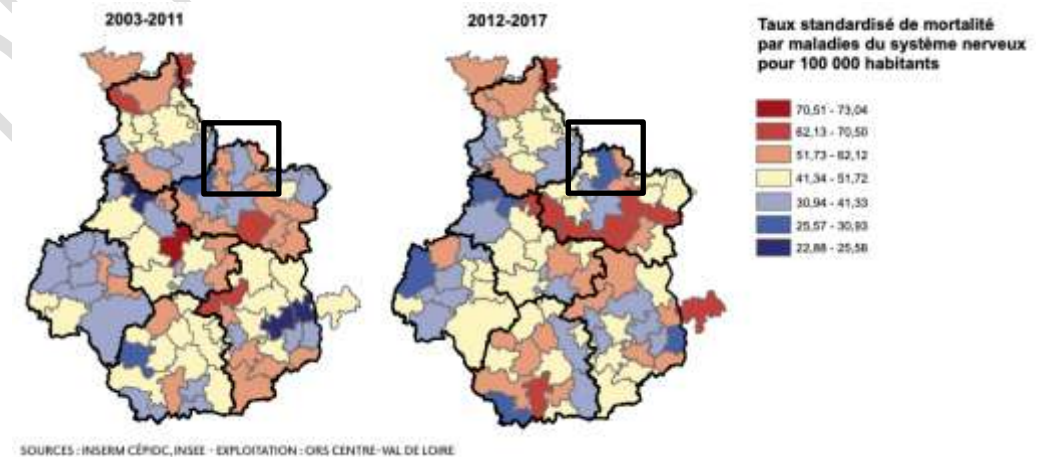 2003-2011
2012-2017
Taux standardisé de mortalité
par maladies du système nerveux
pour 100 000 habitants
70,51 - 73,04
62,13 - 70,50
51,73 - 62,12
41,34 - 51,72
30,94 - 41,33
25,57 - 30,93
22,88 - 25,56
SOURCES : INSERM CÉPIDC, INSEE - EXPLOITATION : ORS CENTRE-VAL DE LOIRE